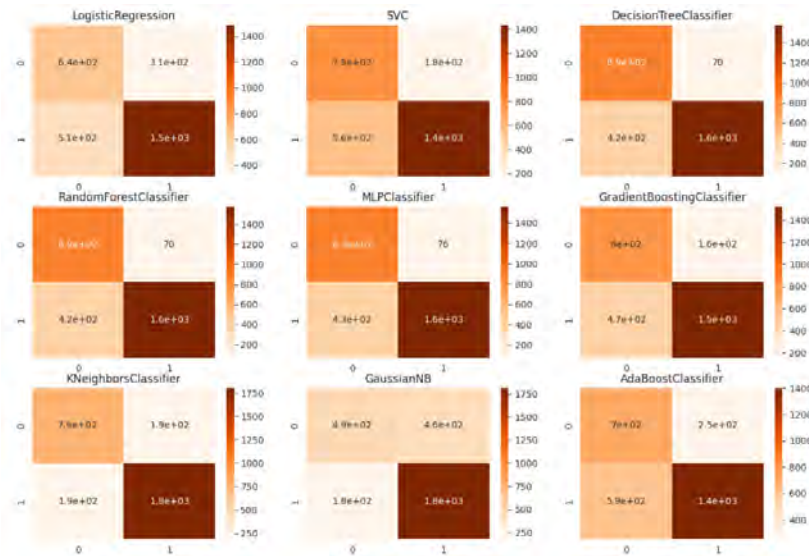 LogisticRegression SVC DecisionTreeClassifier
1400 1400 1400
0 6.4e+02 3.1e+02 1200 0 1.8e+02 1200 0 70 1200
1000 1000 1000
800 800 800
1 5.1e+02 1.5e+03 600 1 5.6e+02 1.4e+03 600 1 4.2e+02 1.6e+03 600
400 400 400
200 200
0 1 0 1 0 1
RandomForestClassifier MLPClassifier GradientBoostingClassifier
1400 1400 1400
0 8.9e+02 70 1200 0 76 1200 0 8e+02 1.6e+02 1200
1000 1000 1000
800 800 800
1 4.2e+02 1.6e+03 600 1 4.3e+02 1.6e+03 600 1 4.7e+02 1.5e+03 600
400 400 400
200 200 200
0 1 0 1 0 1
KNeighborsClassifier GaussianNB AdaBoostClassifier
1750 1750 1400
0 1.9e+02 1500 0 4.9e+02 4.6e+02 1500 0 7e+02 2.5e+02 1200
1250 1250 1000
1000 1000 800
1 1.9e+02 1.8e+03 750 1 1.8e+02 1.8e+03 750 1 5.9e+02 1.4e+03 600
500 500 400
250 250
0 1 0 1 0 1